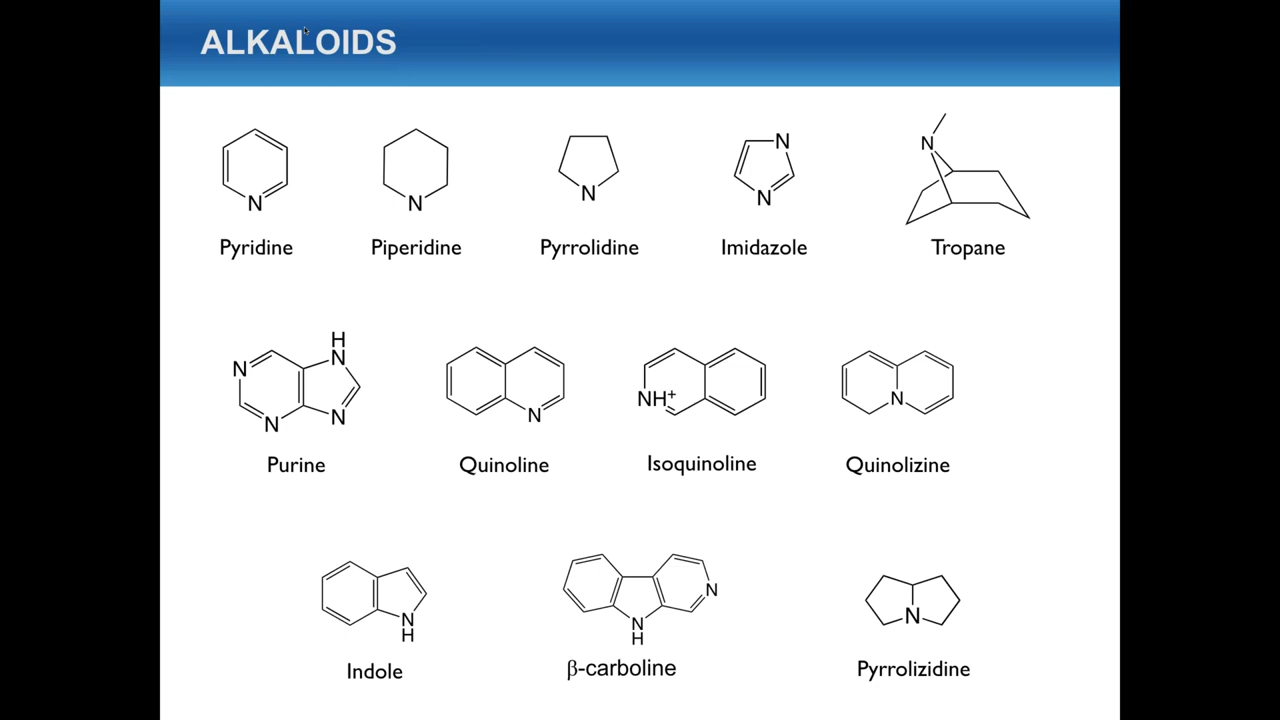 ALKALOIDS
N
N
N
N
N
N
Pyridine
Piperidine
Pyrrolidine
Imidazole
Tropane
N
N
H
N
N
N
NH+
N
Purine
Quinoline
Isoquinoline
Quinolizine
N
H
N
H
N
N
Indole
β-carboline
Pyrrolizidine